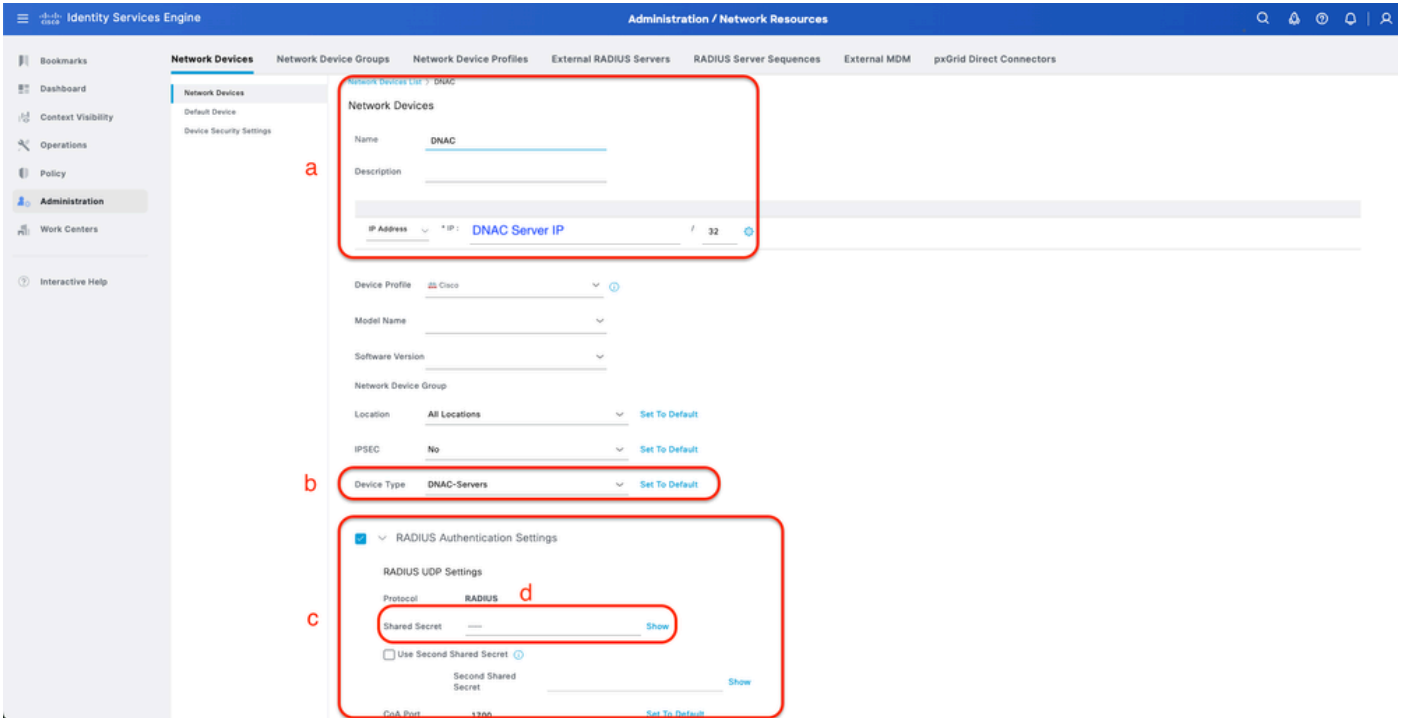 cisco Identity Services Engine
Administration / Network Resources
Bookmarks
Dashboard
Context Visibility
Operations
Policy
Administration
Work Centers
Interactive Help
Network Devices Network Device Groups Network Device Profiles External RADIUS Servers RADIUS Server Sequences External MDM pxGrid Direct Connectors
Network Devices
Default Device
Device Security Settings
Network Devices List > DNAC
Network Devices
Name DNAC
a
Description
IP Address * IP : DNAC Server IP / 32
Device Profile Cisco
Model Name
Software Version
Network Device Group
Location All Locations Set To Default
IPSEC No Set To Default
b
Device Type DNAC-Servers Set To Default
RADIUS Authentication Settings
RADIUS UDP Settings
Protocol RADIUS
d
c
Shared Secret Show
Use Second Shared Secret
Second Shared
Secret
Show
CoA Port 1700 Set To Default